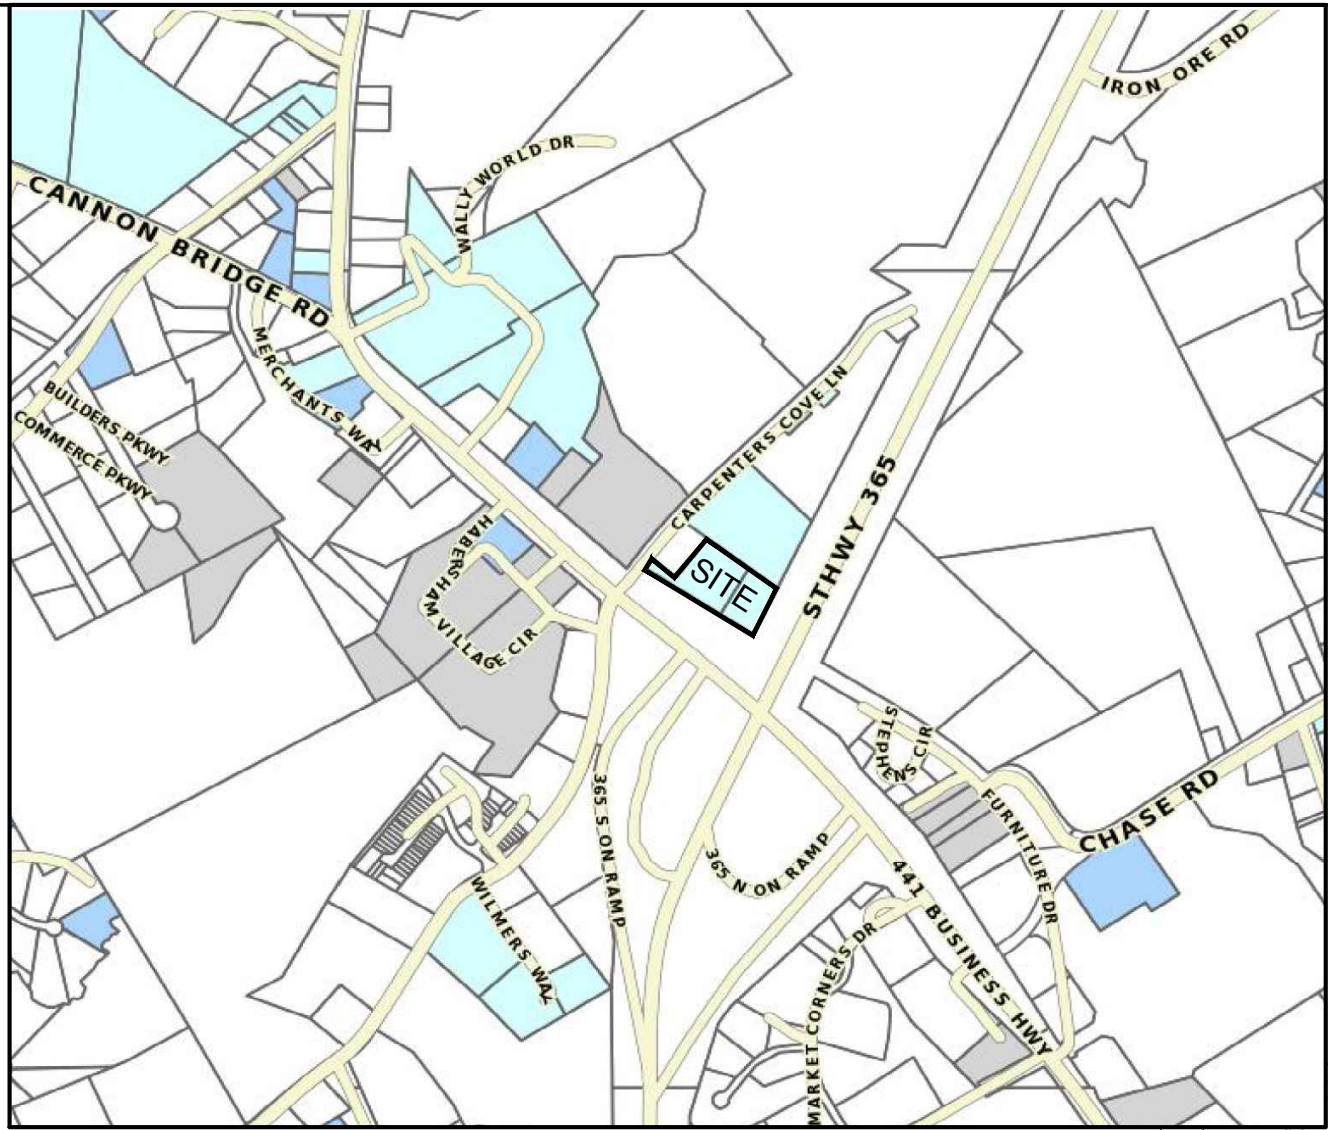 IRON ORE RD
WALLY WORLD DR
CANNON BRIDGE RD
MERCHANTS WA
BUILDERS PKWY
COMMERCE PKWY
CARPENTERS COVE LN
STHWY 365
HABERSHAM VILLAGE CIR
SITE
STEPHENS CIR
365 S ON RAMP
365 N ON RAMP
FURNITURE DR
CHASE RD
441 BUSINESS HWY
WILMERS WAY
MARKET CORNERS DR